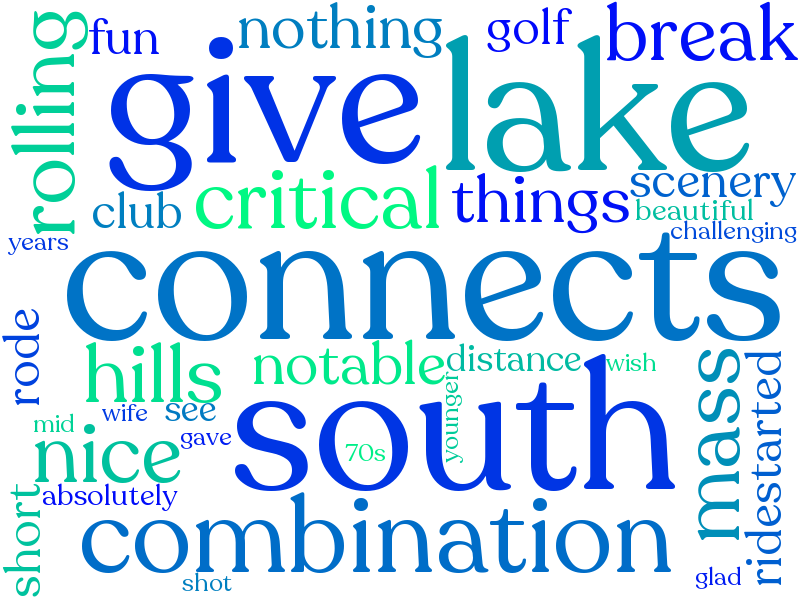 rolling
fun
nothing
golf
break
give
lake
club
critical
things
scenery
beautiful
challenging
years
connects
rode
hills
notable
distance
wish
mass
ridestarted
mid
wife
see
gave
younger
nice
70s
south
short
absolutely
combination
shot
glad